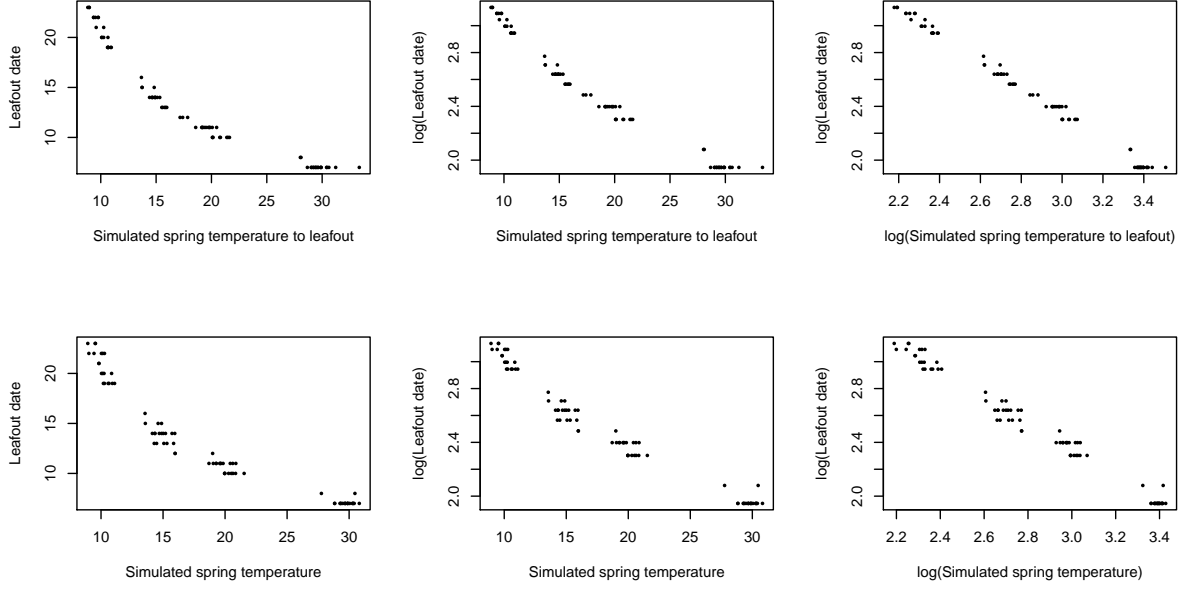 Leafout date
10 15 20
10 15 20 25 30
Simulated spring temperature to leafout
log(Leafout date)
2.0 2.4 2.8
10 15 20 25 30
Simulated spring temperature to leafout
log(Leafout date)
2.0 2.4 2.8
2.2 2.4 2.6 2.8 3.0 3.2 3.4
log(Simulated spring temperature to leafout)
Leafout date
10 15 20
10 15 20 25 30
Simulated spring temperature
log(Leafout date)
2.0 2.4 2.8
10 15 20 25 30
Simulated spring temperature
log(Leafout date)
2.0 2.4 2.8
2.2 2.4 2.6 2.8 3.0 3.2 3.4
log(Simulated spring temperature)